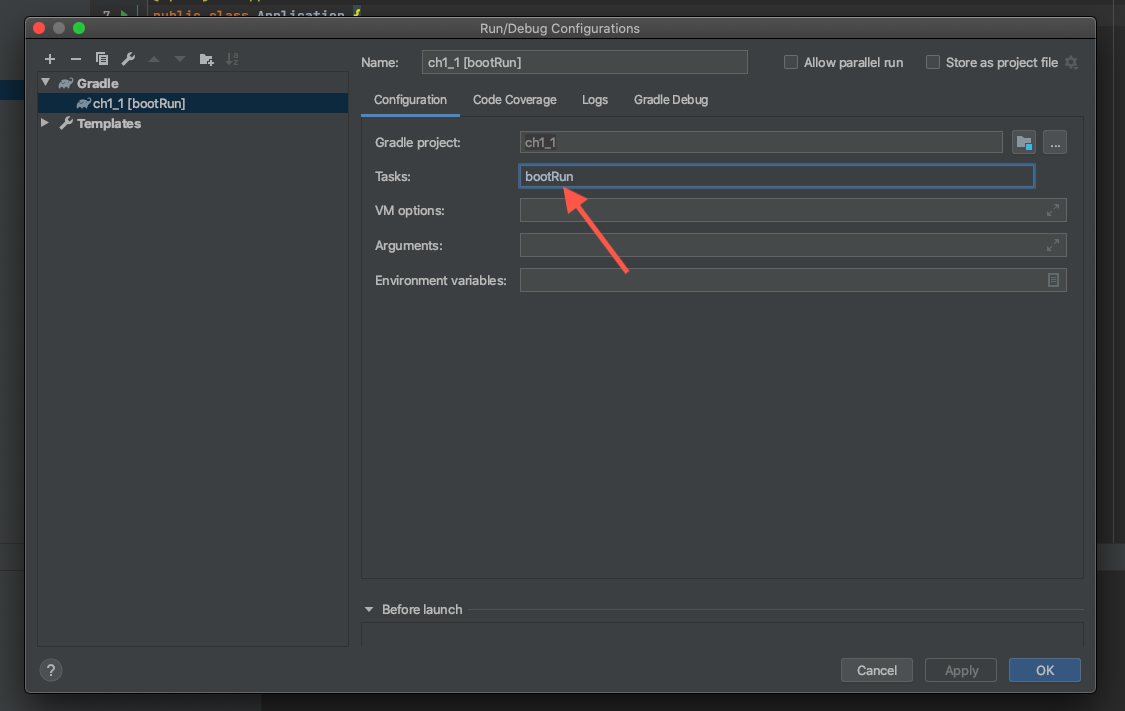 7 public class Application {
Run/Debug Configurations
Name: ch1_1 [bootRun] Allow parallel run Store as project file
Gradle
ch1_1 [bootRun]
Templates
Configuration Code Coverage Logs Gradle Debug
Gradle project: ch1_1 ...
Tasks: bootRun
VM options:
Arguments:
Environment variables:
Before launch
? Cancel Apply OK